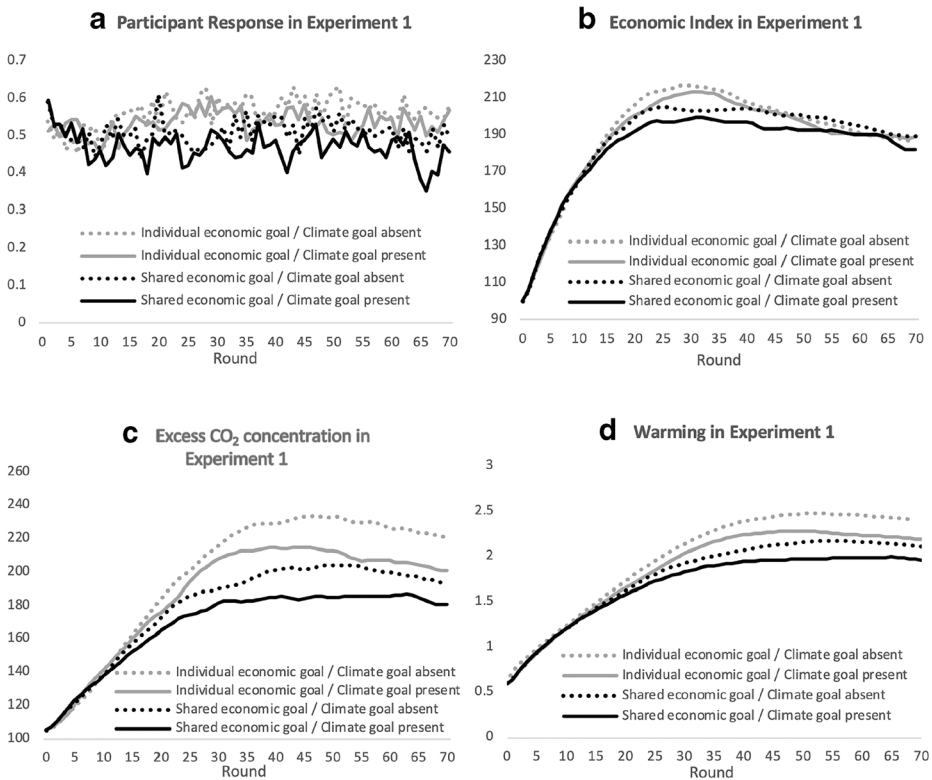 a Participant Response in Experiment 1
0.7
0.6
0.5
0.4
0.3
0.2
0.1
0
Individual economic goal / Climate goal absent
Individual economic goal / Climate goal present
Shared economic goal / Climate goal absent
Shared economic goal / Climate goal present
0 5 10 15 20 25 30 35 40 45 50 55 60 65 70
Round
b Economic Index in Experiment 1
230
210
190
170
150
130
110
90
Individual economic goal / Climate goal absent
Individual economic goal / Climate goal present
Shared economic goal / Climate goal absent
Shared economic goal / Climate goal present
0 5 10 15 20 25 30 35 40 45 50 55 60 65 70
Round
c Excess CO₂ concentration in
Experiment 1
260
240
220
200
180
160
140
120
100
Individual economic goal / Climate goal absent
Individual economic goal / Climate goal present
Shared economic goal / Climate goal absent
Shared economic goal / Climate goal present
0 5 10 15 20 25 30 35 40 45 50 55 60 65 70
Round
d Warming in Experiment 1
3
2.5
2
1.5
1
0.5
0
Individual economic goal / Climate goal absent
Individual economic goal / Climate goal present
Shared economic goal / Climate goal absent
Shared economic goal / Climate goal present
0 5 10 15 20 25 30 35 40 45 50 55 60 65 70
Round